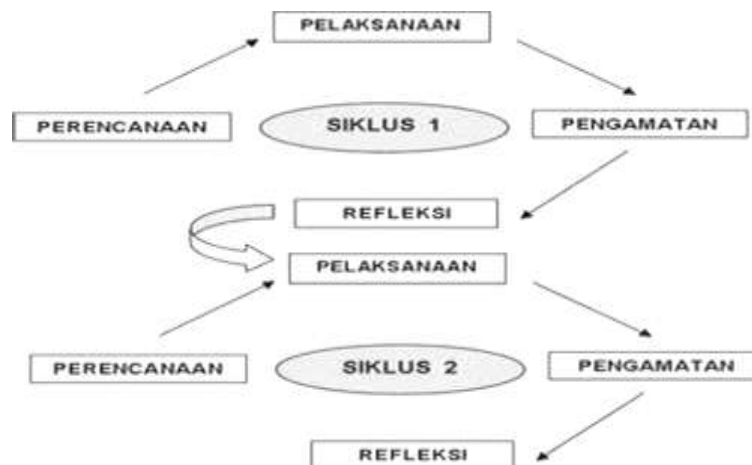 PELAKSANAAN
PERENCANAAN
SIKLUS 1
PENGAMATAN
REFLEKSI
PELAKSANAAN
PERENCANAAN
SIKLUS 2
PENGAMATAN
REFLEKSI